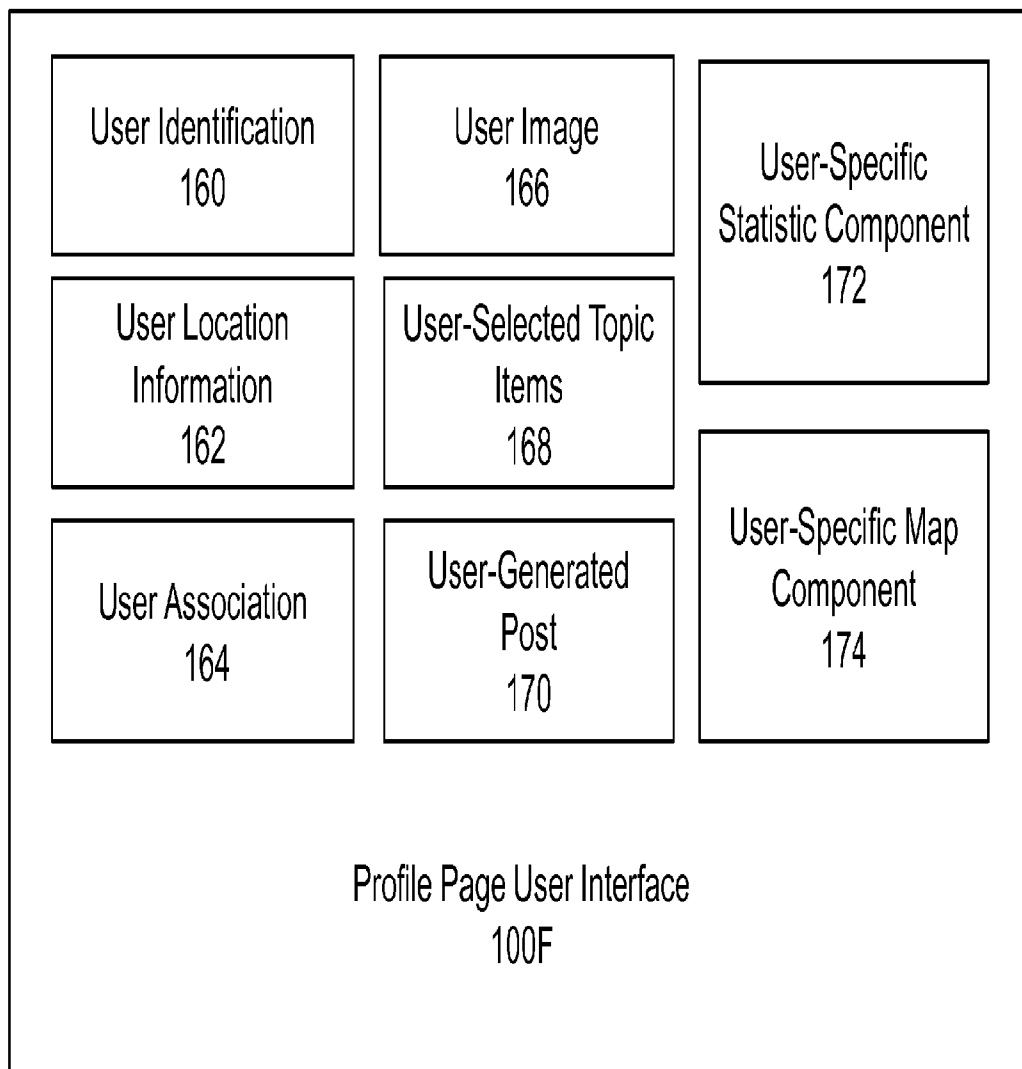 User Identification
160
User Image
166
User-Specific
Statistic Component
172
User Location
Information
162
User-Selected Topic
Items
168
User Association
164
User-Generated
Post
170
User-Specific Map
Component
174
Profile Page User Interface
100F